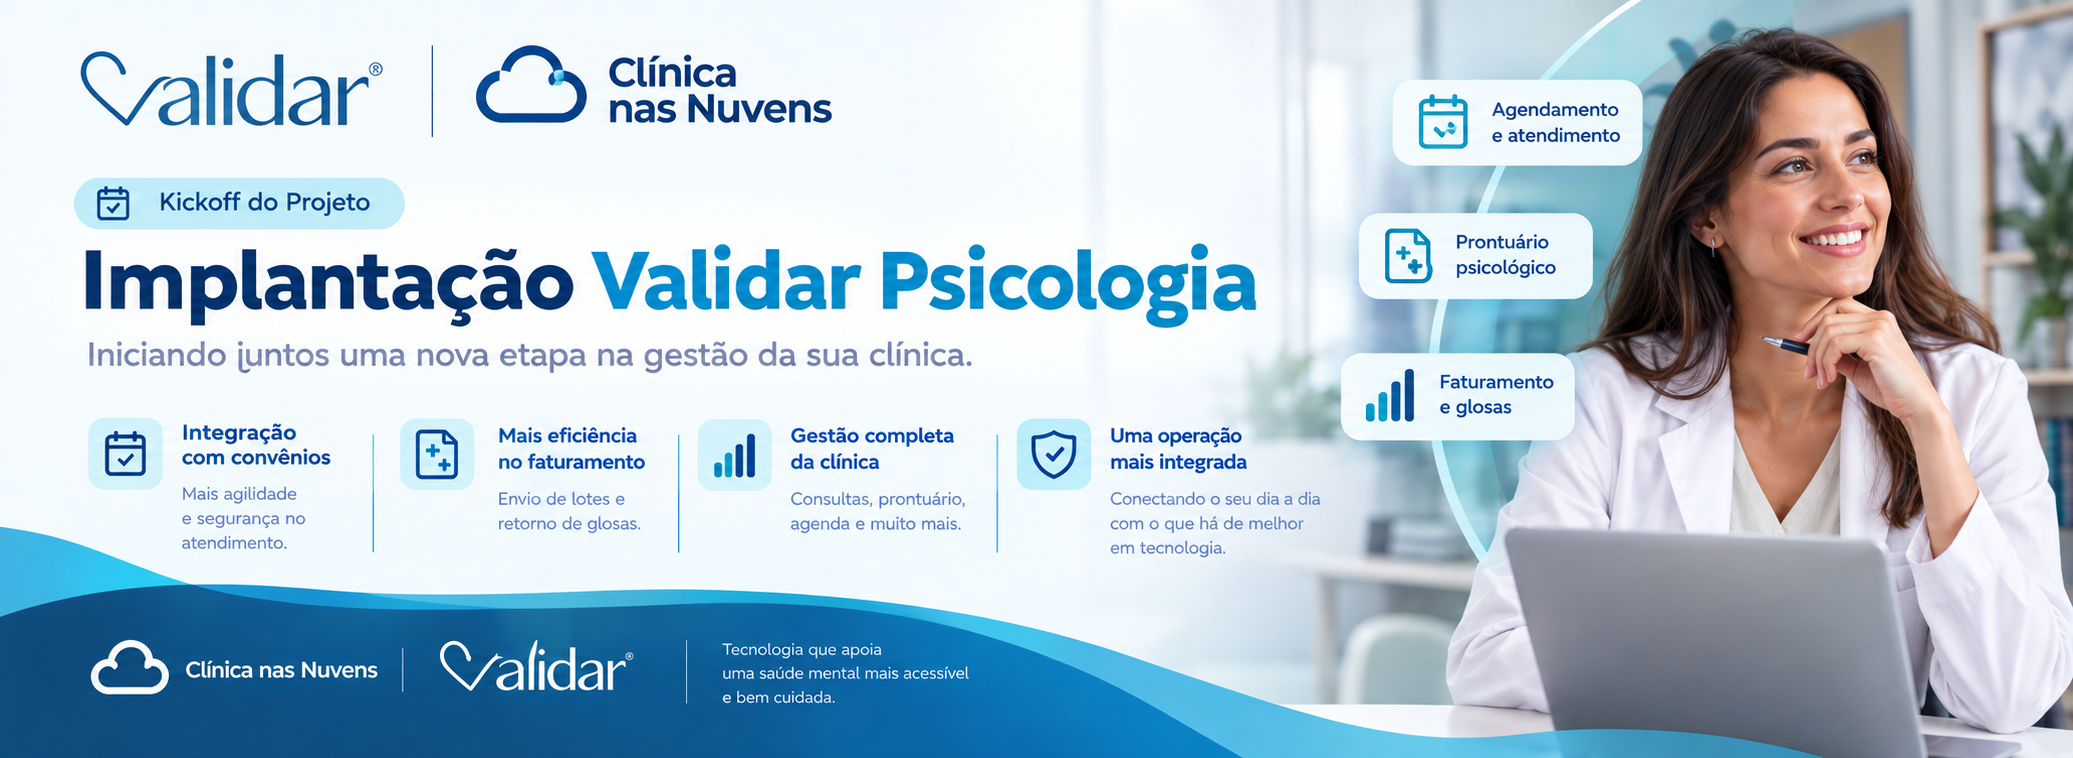 Validar®
Clínica
nas Nuvens
Kickoff do Projeto
Implantação Validar Psicologia
Iniciando juntos uma nova etapa na gestão da sua clínica.
Integração
com convênios
Mais agilidade
e segurança no
atendimento.
Mais eficiência
no faturamento
Envio de lotes e
retorno de glosas.
Gestão completa
da clínica
Consultas, prontuário,
agenda e muito mais.
Uma operação
mais integrada
Conectando o seu dia a dia
com o que há de melhor
em tecnologia.
Agendamento
e atendimento
Prontuário
psicológico
Faturamento
e glosas
Clínica nas Nuvens
Validar®
Tecnologia que apoia
uma saúde mental mais acessível
e bem cuidada.